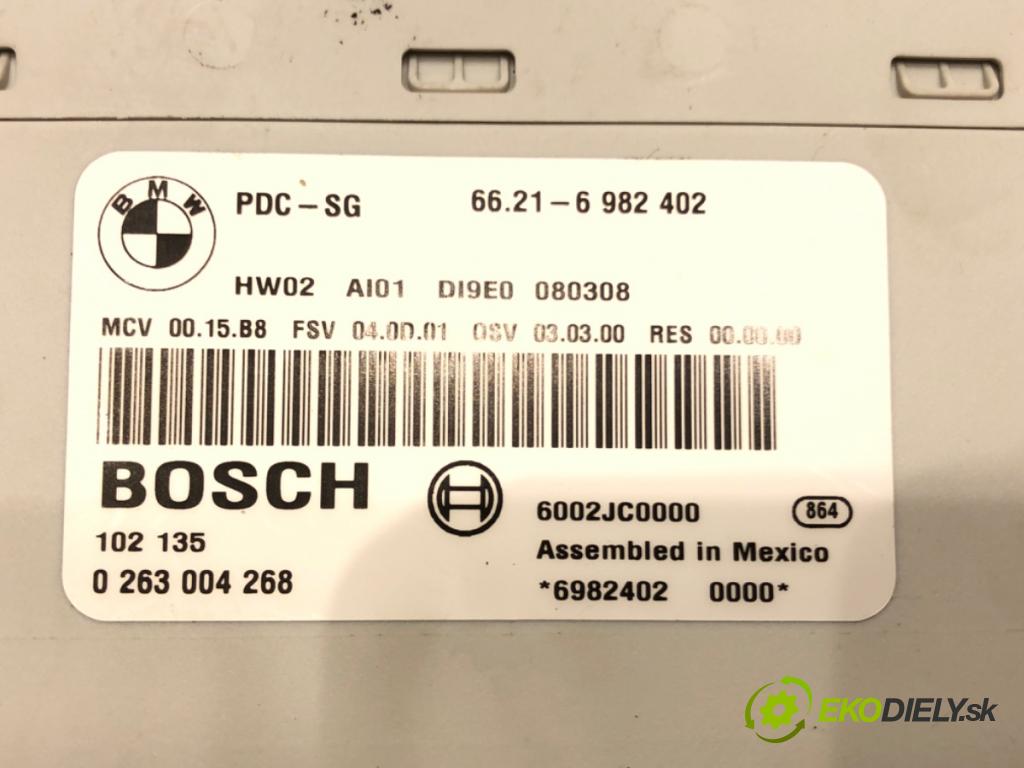 BMW
PDC-SG 66.21-6 982 402
HW02 AI01 DI9E0 080308
MCV 00.15.B8 FSV 04.0D.01 OSV 03.03.00 RES 00.00.00
BOSCH
6002JC0000 864
102 135
Assembled in Mexico
0 263 004 268
*6982402 0000*
EKODIELY.sk